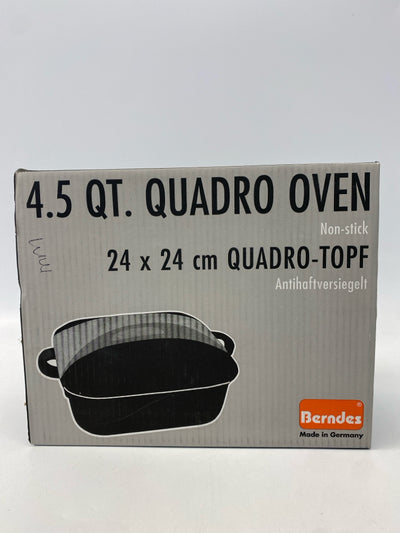 4.5 QT. QUADRO OVEN
Non-stick
24 x 24 cm QUADRO-TOPF
Antihaftversiegelt
Berndes®
Made in Germany